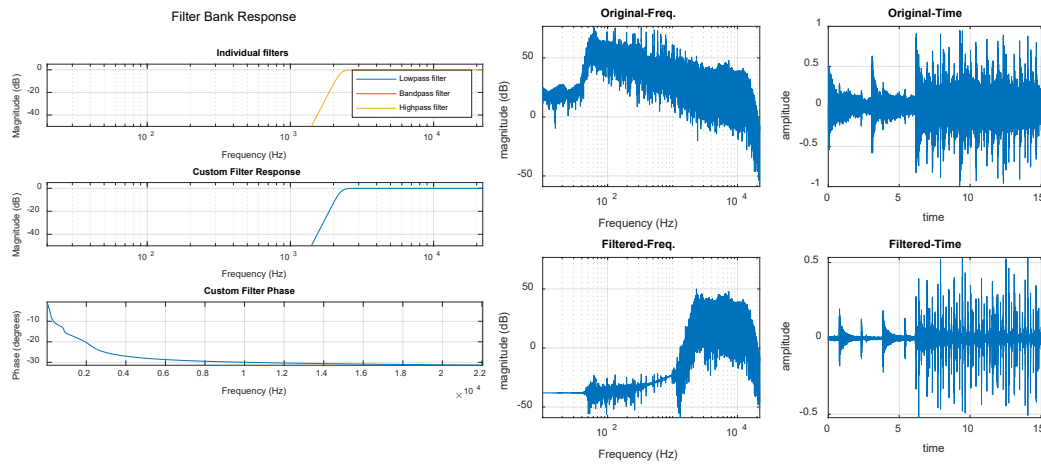 Filter Bank Response
Individual filters
Magnitude (dB)
0
-20
-40
Lowpass filter
Bandpass filter
Highpass filter
10 2
10 3
10 4
Frequency (Hz)
Custom Filter Response
Magnitude (dB)
0
-20
-40
10 2
10 3
10 4
Frequency (Hz)
Custom Filter Phase
Phase (degrees)
-10
-20
-30
0.2 0.4 0.6 0.8 1 1.2 1.4 1.6 1.8 2 2.2
Frequency (Hz)
× 10 4
Original-Freq.
magnitude (dB)
50
0
-50
10 2
10 4
Frequency (Hz)
Original-Time
amplitude
1
0.5
0
-0.5
-1
0 5 10 15
time
Filtered-Freq.
magnitude (dB)
50
0
-50
10 2
10 4
Frequency (Hz)
Filtered-Time
amplitude
0.5
0
-0.5
0 5 10 15
time